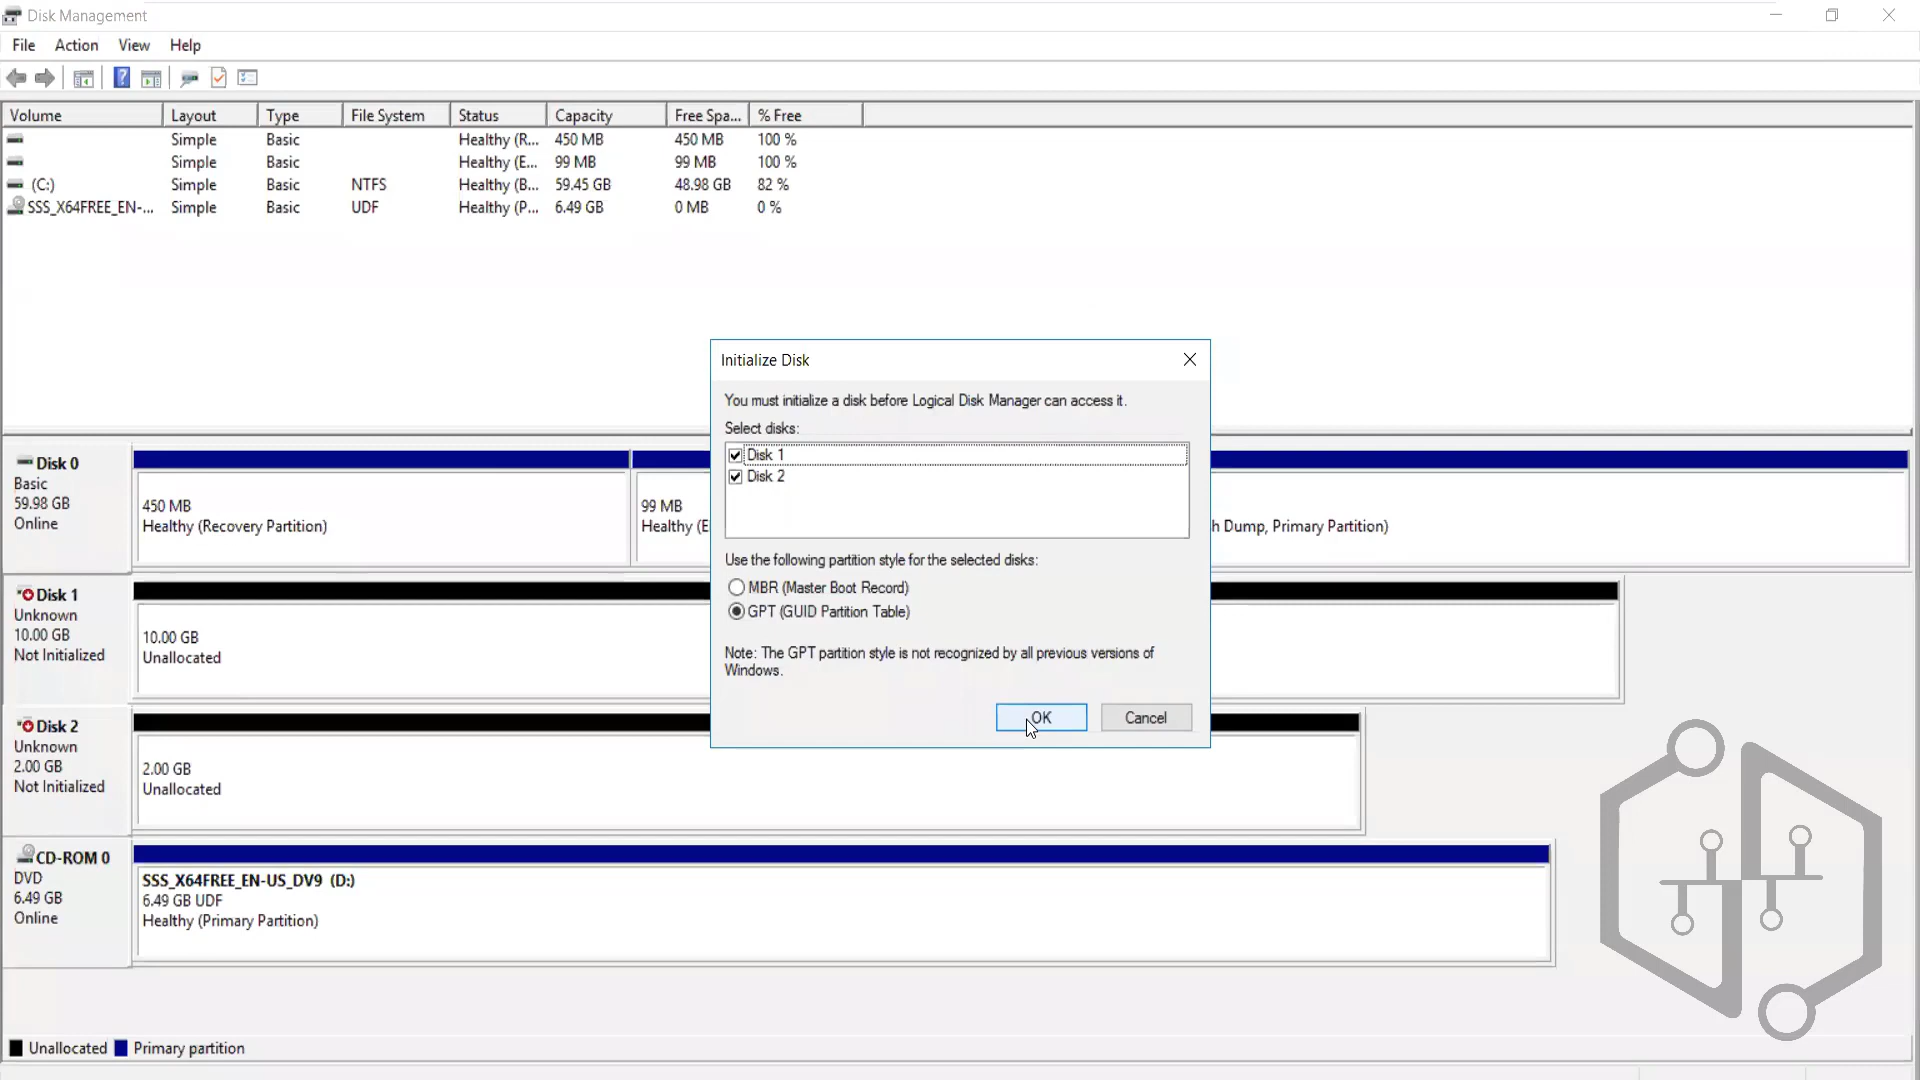 Disk Management
File Action View Help
Volume Layout Type File System Status Capacity Free Spa... % Free
Simple Basic Healthy (R... 450 MB 450 MB 100 %
Simple Basic Healthy (E... 99 MB 99 MB 100 %
(C:) Simple Basic NTFS Healthy (B... 59.45 GB 48.98 GB 82 %
SSS_X64FREE_EN-... Simple Basic UDF Healthy (P... 6.49 GB 0 MB 0 %
Initialize Disk
You must initialize a disk before Logical Disk Manager can access it.
Select disks:
Disk 1
Disk 2
Use the following partition style for the selected disks:
MBR (Master Boot Record)
GPT (GUID Partition Table)
Note: The GPT partition style is not recognized by all previous versions of
Windows.
OK Cancel
Disk 0
Basic
59.98 GB
Online
450 MB
Healthy (Recovery Partition)
99 MB
Healthy (E
h Dump, Primary Partition)
Disk 1
Unknown
10.00 GB
Not Initialized
10.00 GB
Unallocated
Disk 2
Unknown
2.00 GB
Not Initialized
2.00 GB
Unallocated
CD-ROM 0
DVD
6.49 GB
Online
SSS_X64FREE_EN-US_DV9 (D:)
6.49 GB UDF
Healthy (Primary Partition)
Unallocated Primary partition